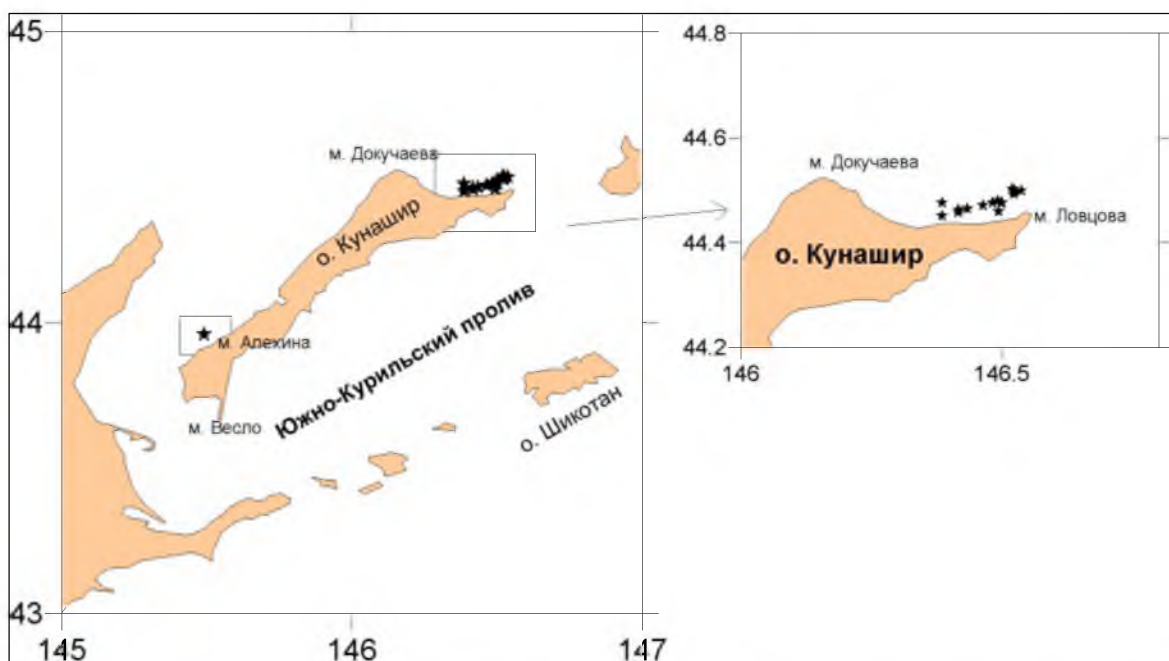 45
м. Докучаева
о. Кунашир
44
м. Алехина
Южно-Курильский пролив
м. Весло
о. Шикотан
43
145
146
147
44.8
44.6
м. Докучаева
м. Ловцова
44.4
о. Кунашир
44.2
146
146.5